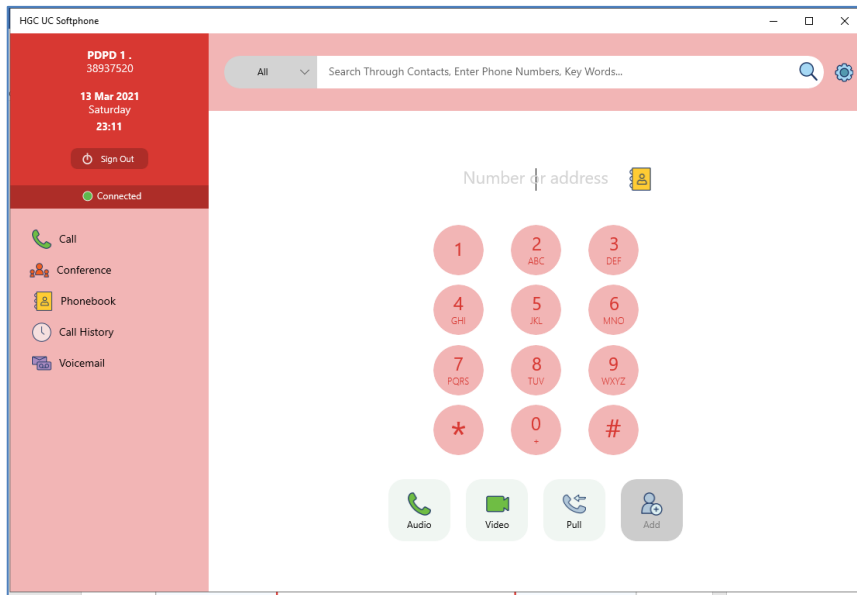 HGC UC Softphone
PDPD 1 .
38937520
13 Mar 2021
Saturday
23:11
Sign Out
Connected
Call
Conference
Phonebook
Call History
Voicemail
All
Search Through Contacts, Enter Phone Numbers, Key Words...
Number or address
1
2
ABC
3
DEF
4
GHI
5
JKL
6
MNO
7
PQRS
8
TUV
9
WXYZ
*
0
+
#
Audio
Video
Pull
Add